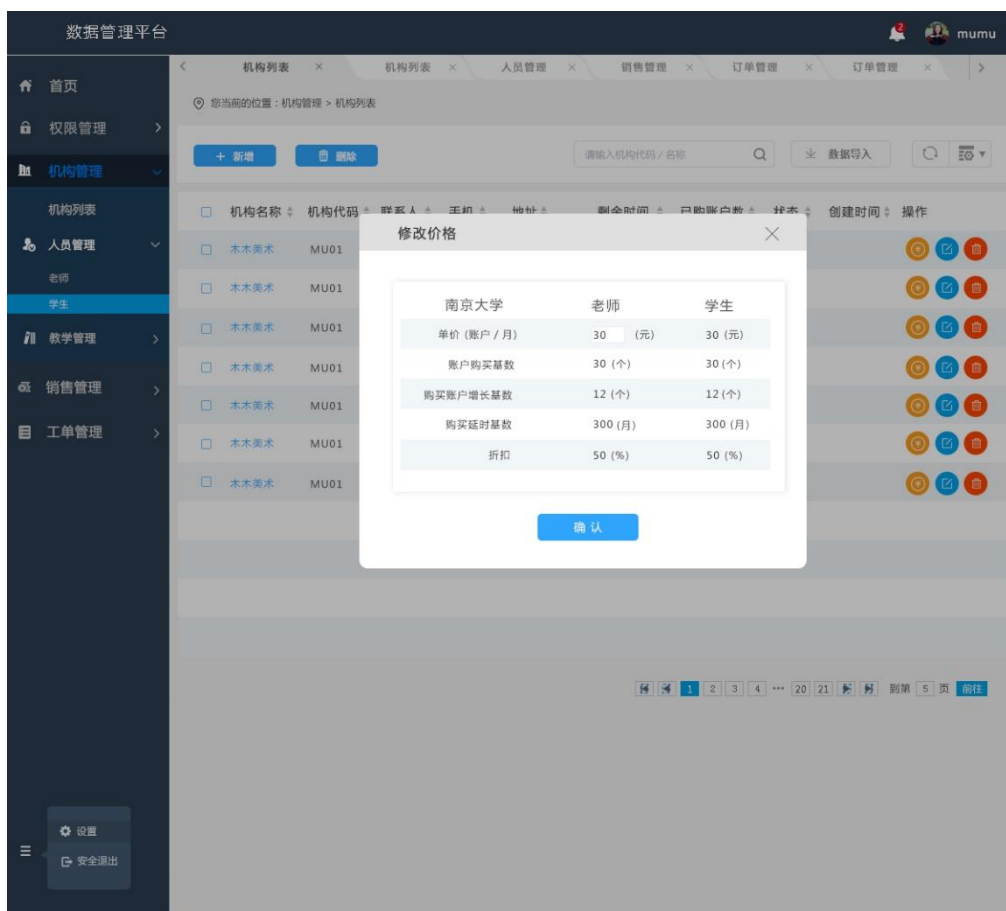 数据管理平台
2
mumu
首页
权限管理
机构管理
机构列表
人员管理
老师
学生
教学管理
销售管理
工单管理
设置
安全退出
机构列表 机构列表 人员管理 销售管理 订单管理 订单管理
您当前的位置：机构管理 > 机构列表
+ 新增 删除 请输入机构代码 / 名称 数据导入
机构名称 机构代码 联系人 手机 地址 剩余时间 已购账户数 状态 创建时间 操作
木木美术 MU01
木木美术 MU01
木木美术 MU01
木木美术 MU01
木木美术 MU01
木木美术 MU01
木木美术 MU01
修改价格
南京大学 老师 学生
单价 (账户 / 月) 30 (元) 30 (元)
账户购买基数 30 (个) 30 (个)
购买账户增长基数 12 (个) 12 (个)
购买延时基数 300 (月) 300 (月)
折扣 50 (%) 50 (%)
确 认
1 2 3 4 ··· 20 21 到第 5 页 前往